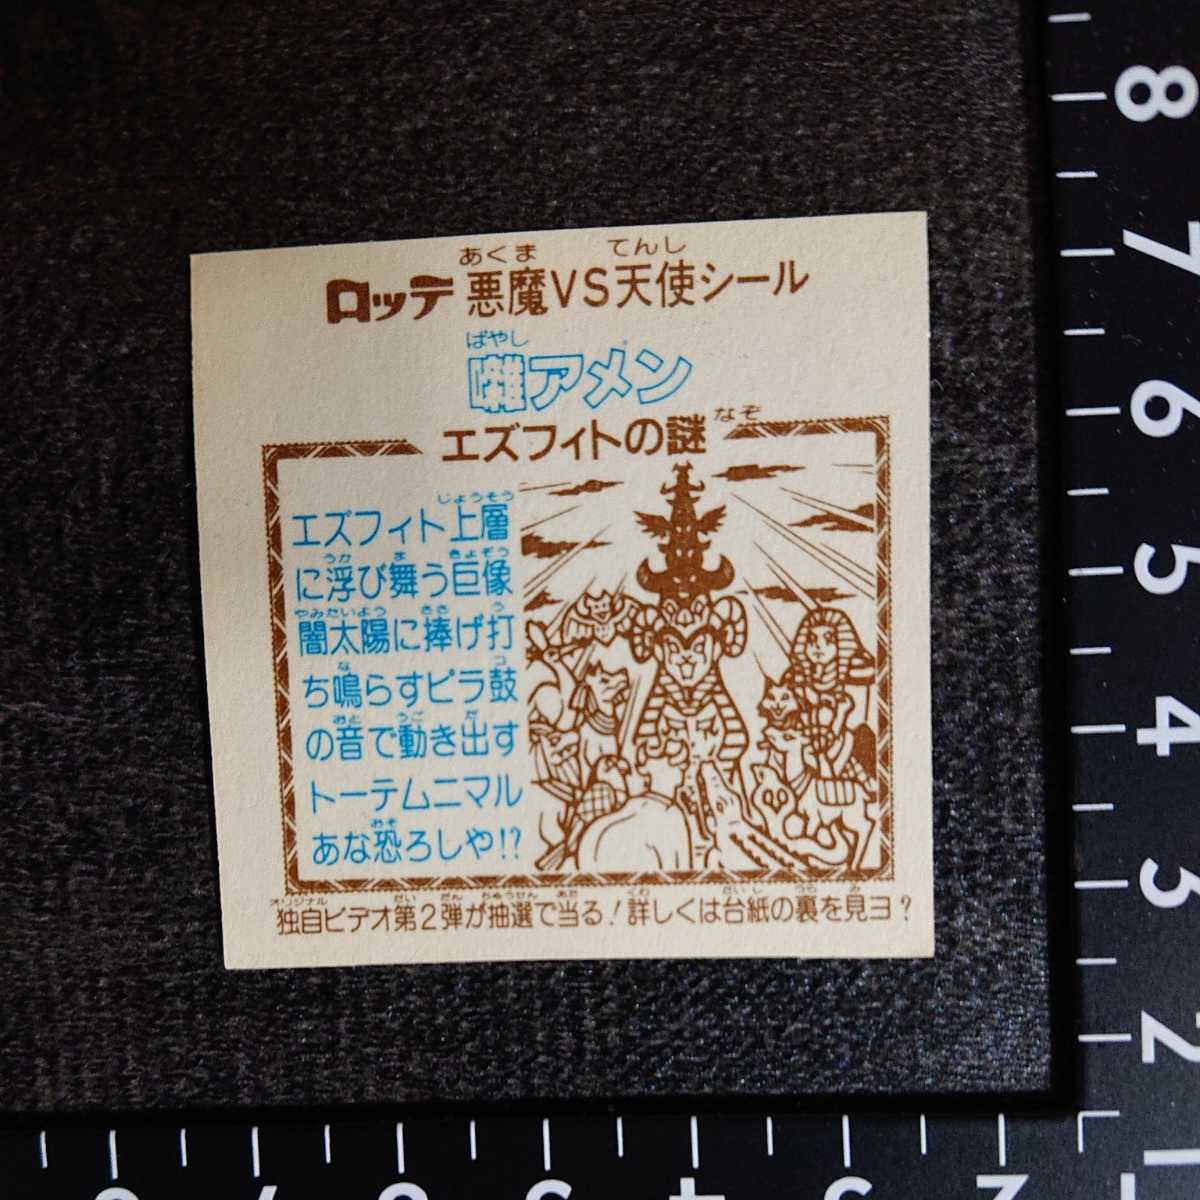 あくま てんし
ロッテ 悪魔VS天使シール
ばやし
囃アメン
エズフィトの謎
なぞ
じょうそう
エズフィト上層
うか ま きょぞう
に浮び舞う巨像
やみたいよう ささ う
闇太陽に捧げ打
な コ
ち鳴らすピラ鼓
おと うご だ
の音で動き出す
トーテムニマル
おそ
あな恐ろしや!?
オリジナル だい だん ちゅうせん あた くわ だいし うら み
独自ビデオ第2弾が抽選で当る!詳しくは台紙の裏を見ヨ?
8
7
6
5
4
3
2
1